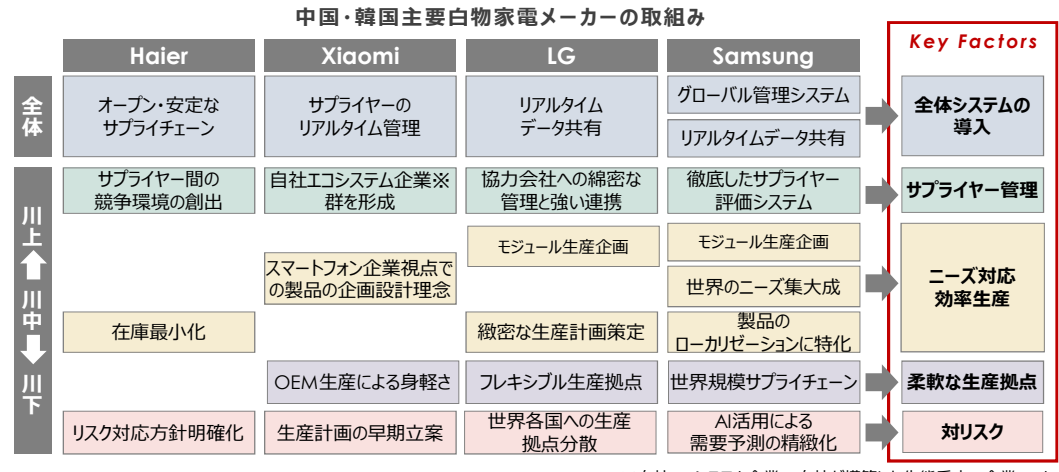 中国・韓国主要白物家電メーカーの取組み
Key Factors
Haier
Xiaomi
LG
Samsung
全体
オープン・安定な
サプライチェーン
サプライヤーの
リアルタイム管理
リアルタイム
データ共有
グローバル管理システム
リアルタイムデータ共有
全体システムの
導入
川上
川中
川下
サプライヤー間の
競争環境の創出
自社エコシステム企業※
群を形成
協力会社への綿密な
管理と強い連携
徹底したサプライヤー
評価システム
サプライヤー管理
スマートフォン企業視点で
の製品の企画設計理念
モジュール生産企画
モジュール生産企画
世界のニーズ集大成
ニーズ対応
効率生産
在庫最小化
緻密な生産計画策定
製品の
ローカリゼーションに特化
OEM生産による身軽さ
フレキシブル生産拠点
世界規模サプライチェーン
柔軟な生産拠点
リスク対応方針明確化
生産計画の早期立案
世界各国への生産
拠点分散
AI活用による
需要予測の精緻化
対リスク